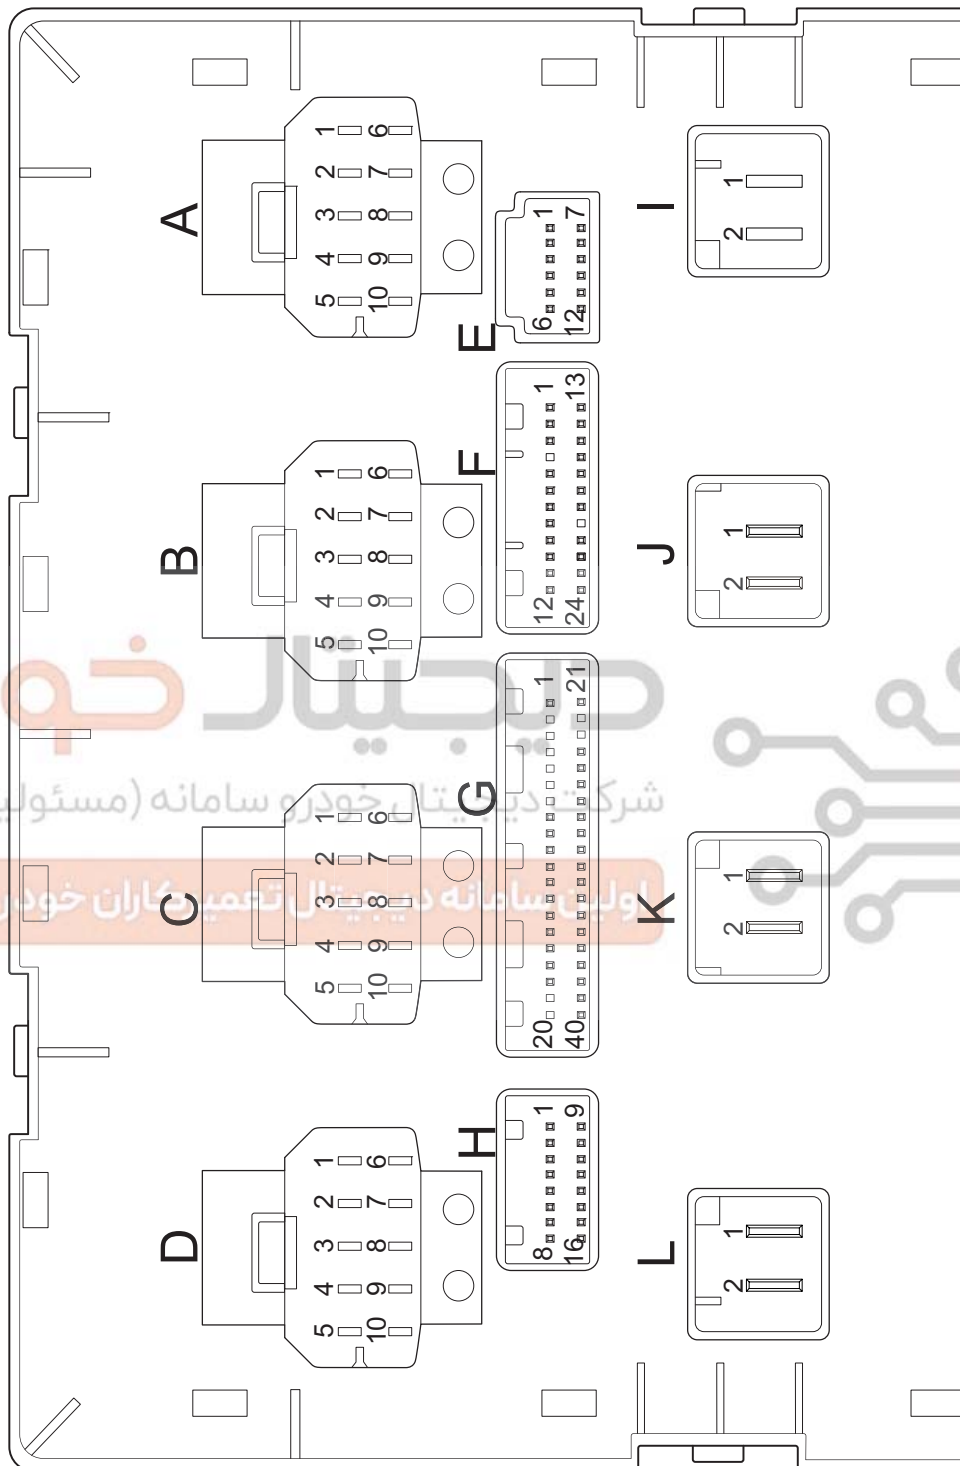 A
1 6
2 7
3 8
4 9
5 10
B
1 6
2 7
3 8
4 9
5 10
C
1 6
2 7
3 8
4 9
5 10
D
1 6
2 7
3 8
4 9
5 10
E
1 7
6 12
F
1 13
12 24
G
1 21
20 40
H
1 9
8 16
I
1
2
J
1
2
K
1
2
L
1
2
دیجیتال خو
شرکت دیجیتال خودرو سامانه (مسئولی
اولین سامانه دیجیتال تعمیرکاران خودر